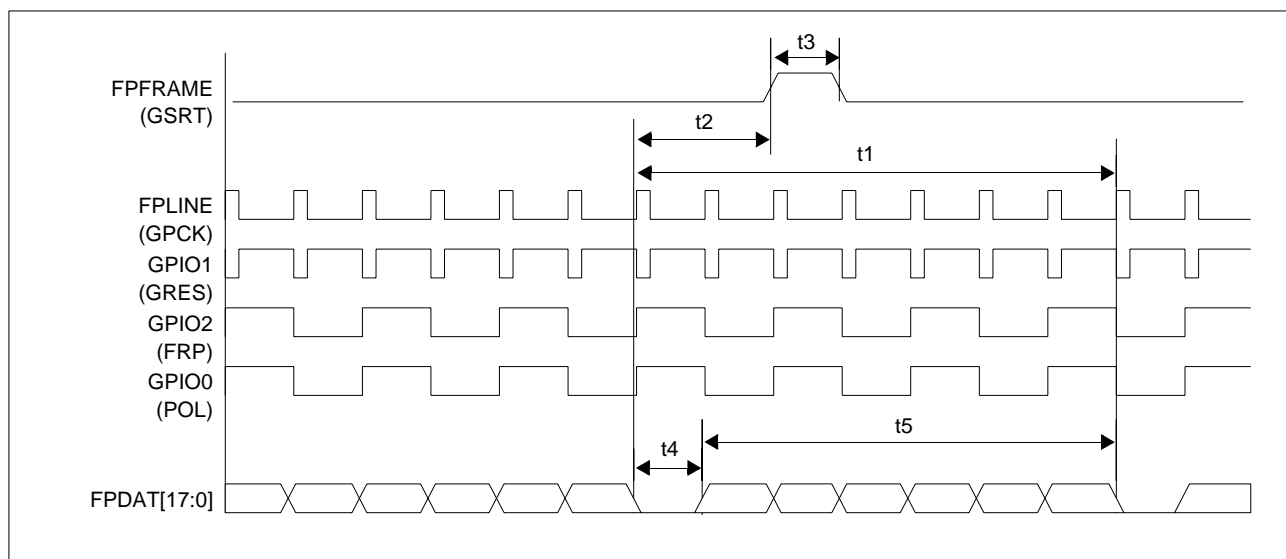 t3
FPFRAME
(GSRT)
t2
t1
FPLINE
(GPCK)
GPIO1
(GRES)
GPIO2
(FRP)
GPIO0
(POL)
t5
t4
FPDAT[17:0]